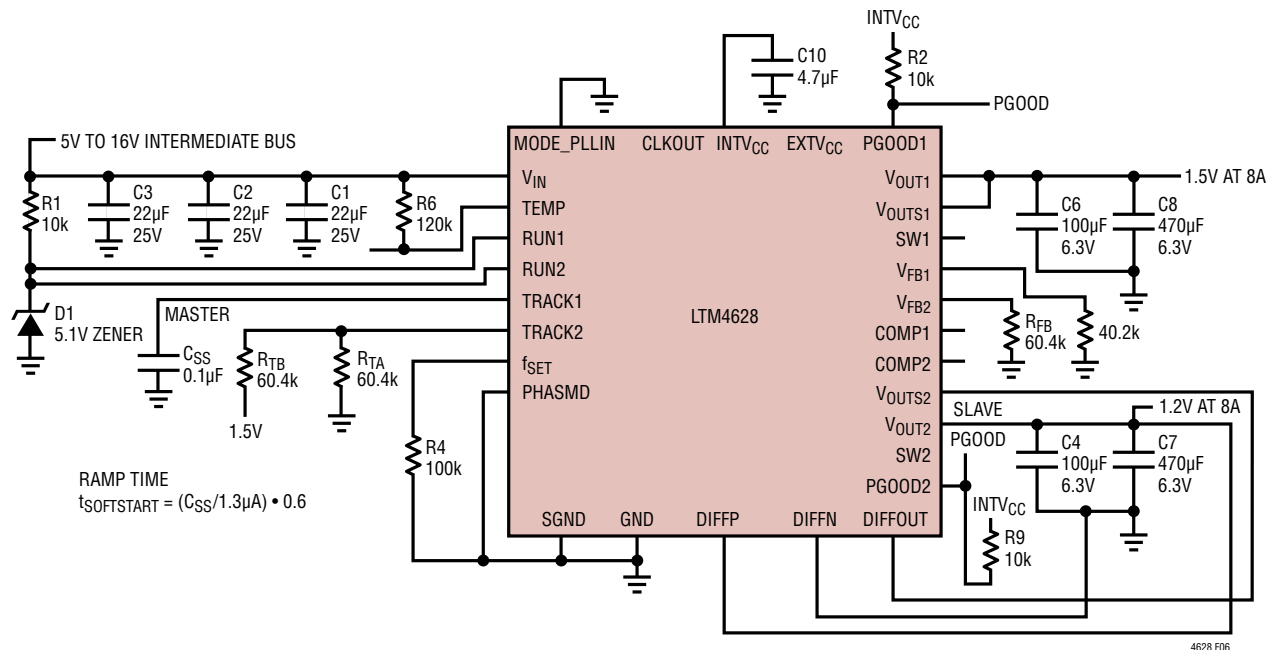 INTVCC
R2
10k
PGOOD
C10
4.7µF
5V TO 16V INTERMEDIATE BUS
MODE_PLLIN
CLKOUT
INTVCC
EXTVCC
PGOOD1
R1
10k
C3
22µF
25V
C2
22µF
25V
C1
22µF
25V
R6
120k
VIN
TEMP
RUN1
RUN2
TRACK1
TRACK2
fSET
PHASMD
LTM4628
VOUT1
VOUTS1
SW1
VFB1
VFB2
COMP1
COMP2
VOUTS2
VOUT2
SW2
PGOOD2
1.5V AT 8A
C6
100µF
6.3V
C8
470µF
6.3V
D1
5.1V ZENER
MASTER
CSS
0.1µF
RTB
60.4k
1.5V
RTA
60.4k
RFB
60.4k
40.2k
SLAVE
1.2V AT 8A
PGOOD
C4
100µF
6.3V
C7
470µF
6.3V
R4
100k
RAMP TIME
tSOFTSTART = (CSS/1.3µA) • 0.6
INTVCC
R9
10k
SGND
GND
DIFFP
DIFFN
DIFFOUT
4628 F06